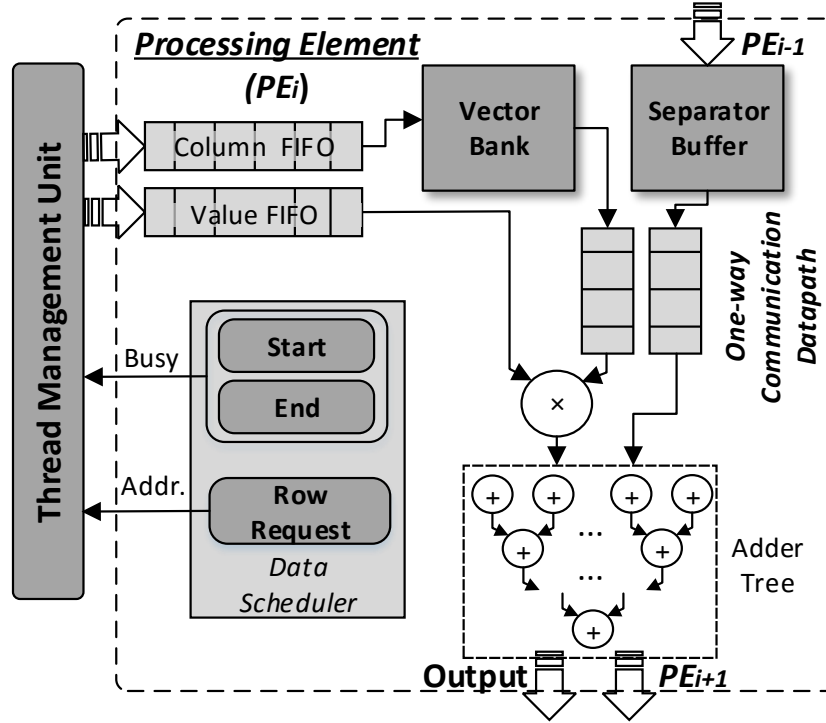 Processing Element
(PEi)
PEi-1
Thread Management Unit
Column FIFO
Value FIFO
Vector
Bank
Separator
Buffer
One-way
Communication
Datapath
Busy
Start
End
Addr.
Row
Request
Data
Scheduler
×
+ + + +
+ ... +
...
+
Adder
Tree
Output
PEi+1